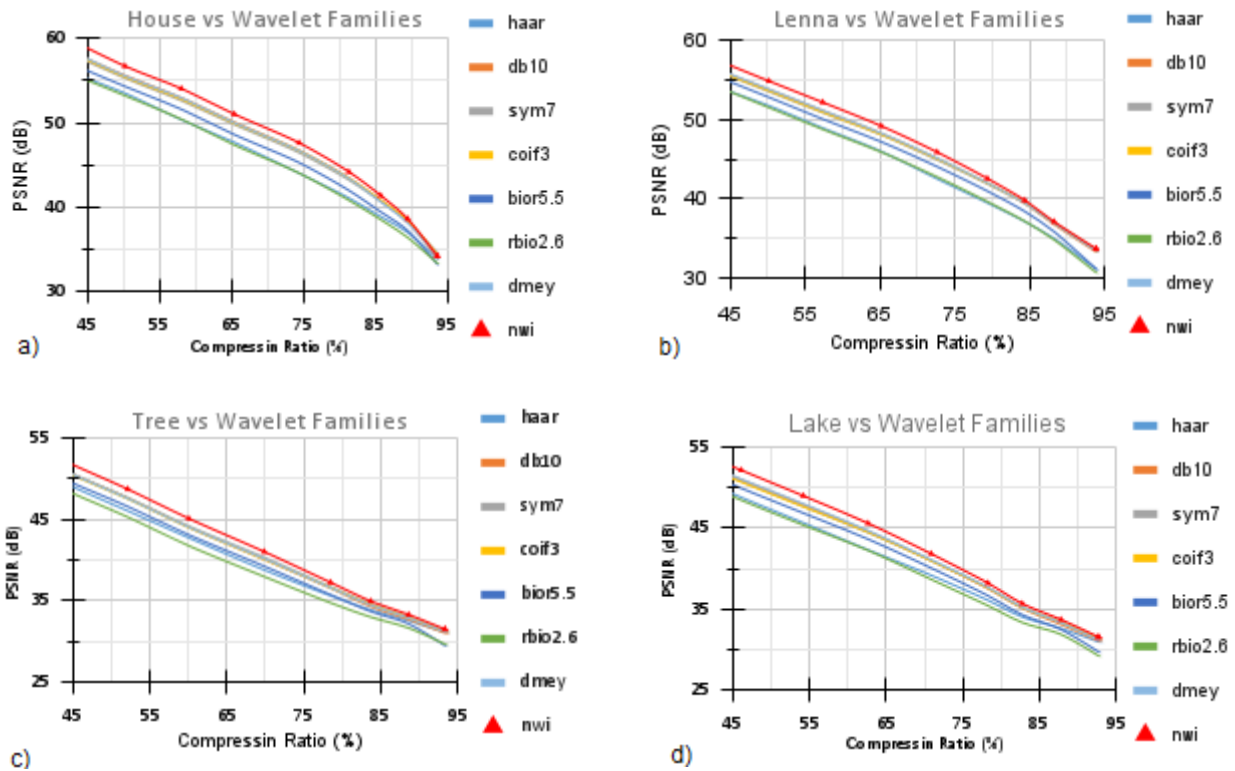 House vs Wavelet Families
60
50
40
30
PSNR (dB)
45 55 65 75 85 95
Compressin Ratio (%)
haar
db10
sym7
coif3
bior5.5
rbio2.6
dmey
nwi
a)
Lenna vs Wavelet Families
60
50
40
30
PSNR (dB)
45 55 65 75 85 95
Compressin Ratio (%)
haar
db10
sym7
coif3
bior5.5
rbio2.6
dmey
nwi
b)
Tree vs Wavelet Families
55
45
35
25
PSNR (dB)
45 55 65 75 85 95
Compressin Ratio (%)
haar
db10
sym7
coif3
bior5.5
rbio2.6
dmey
nwi
c)
Lake vs Wavelet Families
55
45
35
25
PSNR (dB)
45 55 65 75 85 95
Compressin Ratio (%)
haar
db10
sym7
coif3
bior5.5
rbio2.6
dmey
nwi
d)